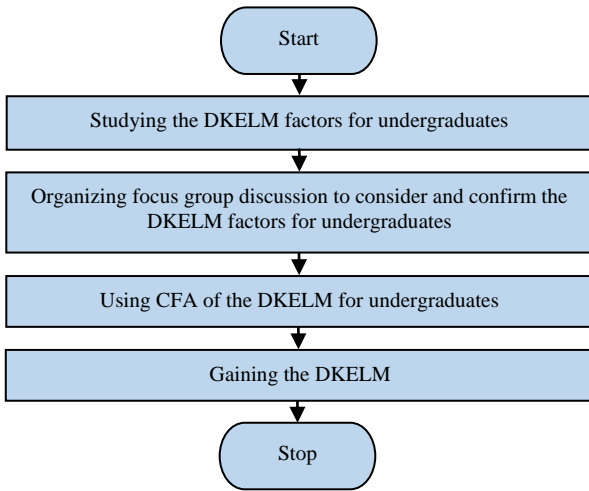 Start
Studying the DKELM factors for undergraduates
Organizing focus group discussion to consider and confirm the
DKELM factors for undergraduates
Using CFA of the DKELM for undergraduates
Gaining the DKELM
Stop